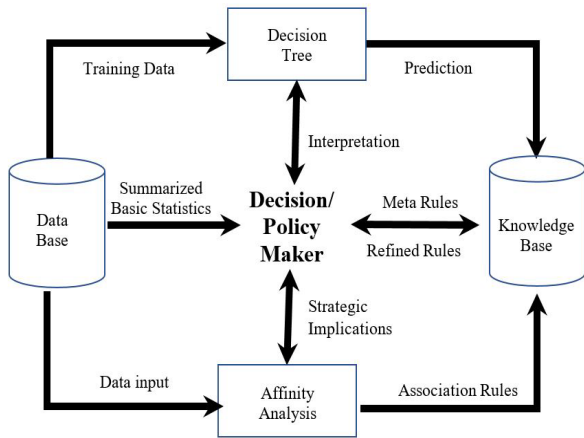 Decision
Tree
Training Data
Prediction
Interpretation
Data
Base
Summarized
Basic Statistics
Decision/
Policy
Maker
Meta Rules
Refined Rules
Knowledge
Base
Strategic
Implications
Data input
Affinity
Analysis
Association Rules